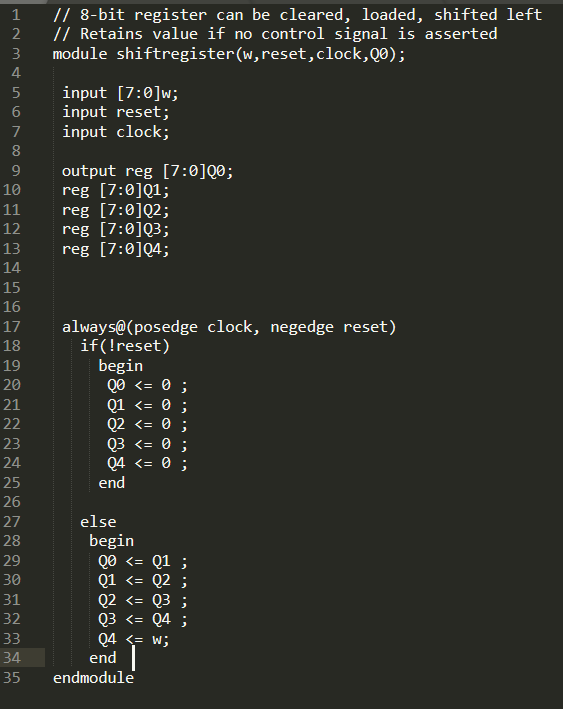 1 // 8-bit register can be cleared, loaded, shifted left
2 // Retains value if no control signal is asserted
3 module shiftregister(w,reset,clock,Q0);
4
5 input [7:0]w;
6 input reset;
7 input clock;
8
9 output reg [7:0]Q0;
10 reg [7:0]Q1;
11 reg [7:0]Q2;
12 reg [7:0]Q3;
13 reg [7:0]Q4;
14
15
16
17 always@(posedge clock, negedge reset)
18 if(!reset)
19 begin
20 Q0 <= 0 ;
21 Q1 <= 0 ;
22 Q2 <= 0 ;
23 Q3 <= 0 ;
24 Q4 <= 0 ;
25 end
26
27 else
28 begin
29 Q0 <= Q1 ;
30 Q1 <= Q2 ;
31 Q2 <= Q3 ;
32 Q3 <= Q4 ;
33 Q4 <= w;
34 end
35 endmodule